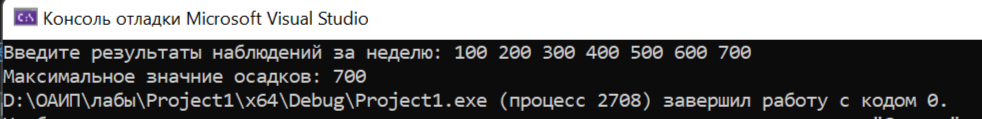 Консоль отладки Microsoft Visual Studio
Введите результаты наблюдений за неделю: 100 200 300 400 500 600 700
Максимальное значние осадков: 700
D:\ОАИП\лабы\Project1\x64\Debug\Project1.exe (процесс 2708) завершил работу с кодом 0.